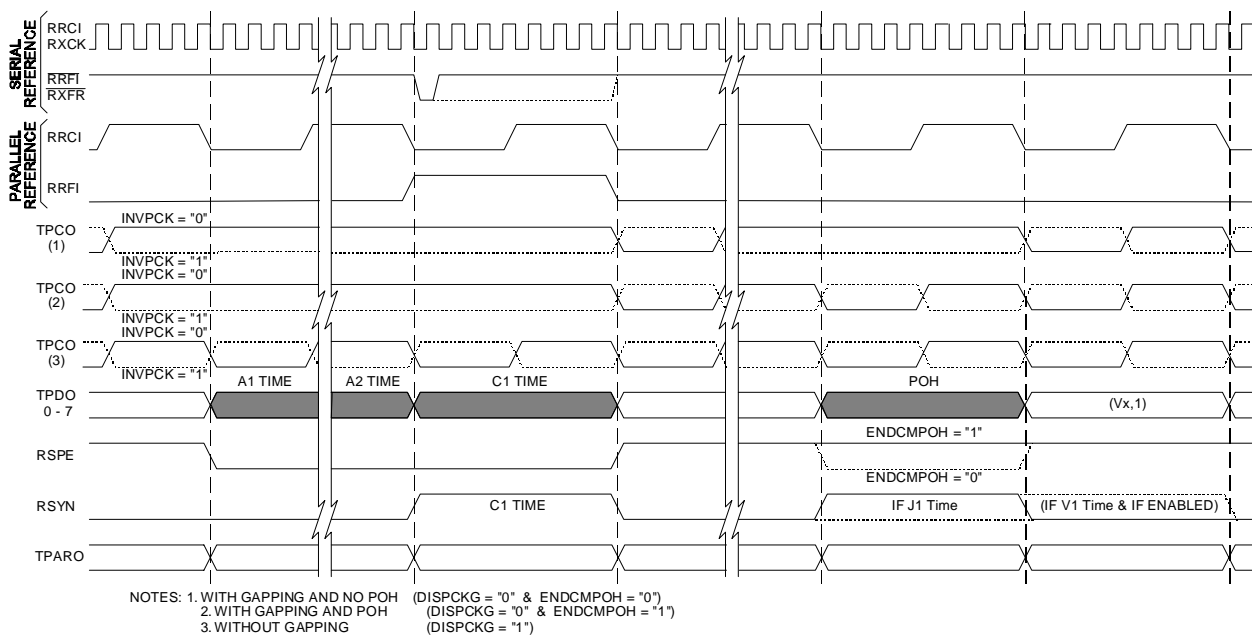 SERIAL
REFERENCE
RRCI
RXCK
RRFI
RXFR
PARALLEL
REFERENCE
RRCI
RRFI
INVPCK = "0"
TPCO
(1)
INVPCK = "1"
INVPCK = "0"
TPCO
(2)
INVPCK = "1"
INVPCK = "0"
TPCO
(3)
INVPCK = "1"
A1 TIME A2 TIME C1 TIME POH
TPDO
0 - 7
(Vx,1)
ENDCMPOH = "1"
RSPE
ENDCMPOH = "0"
RSYN
C1 TIME IF J1 Time (IF V1 Time & IF ENABLED)
TPARO
NOTES: 1. WITH GAPPING AND NO POH (DISPCKG = "0" & ENDCMPOH = "0")
2. WITH GAPPING AND POH (DISPCKG = "0" & ENDCMPOH = "1")
3. WITHOUT GAPPING (DISPCKG = "1")